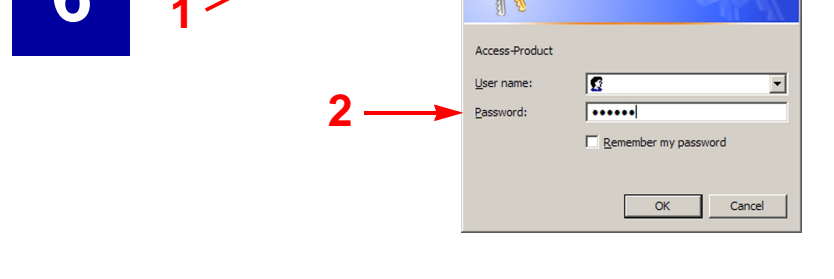 6
1
Access-Product
User name:
2
Password: ••••••
Remember my password
OK Cancel